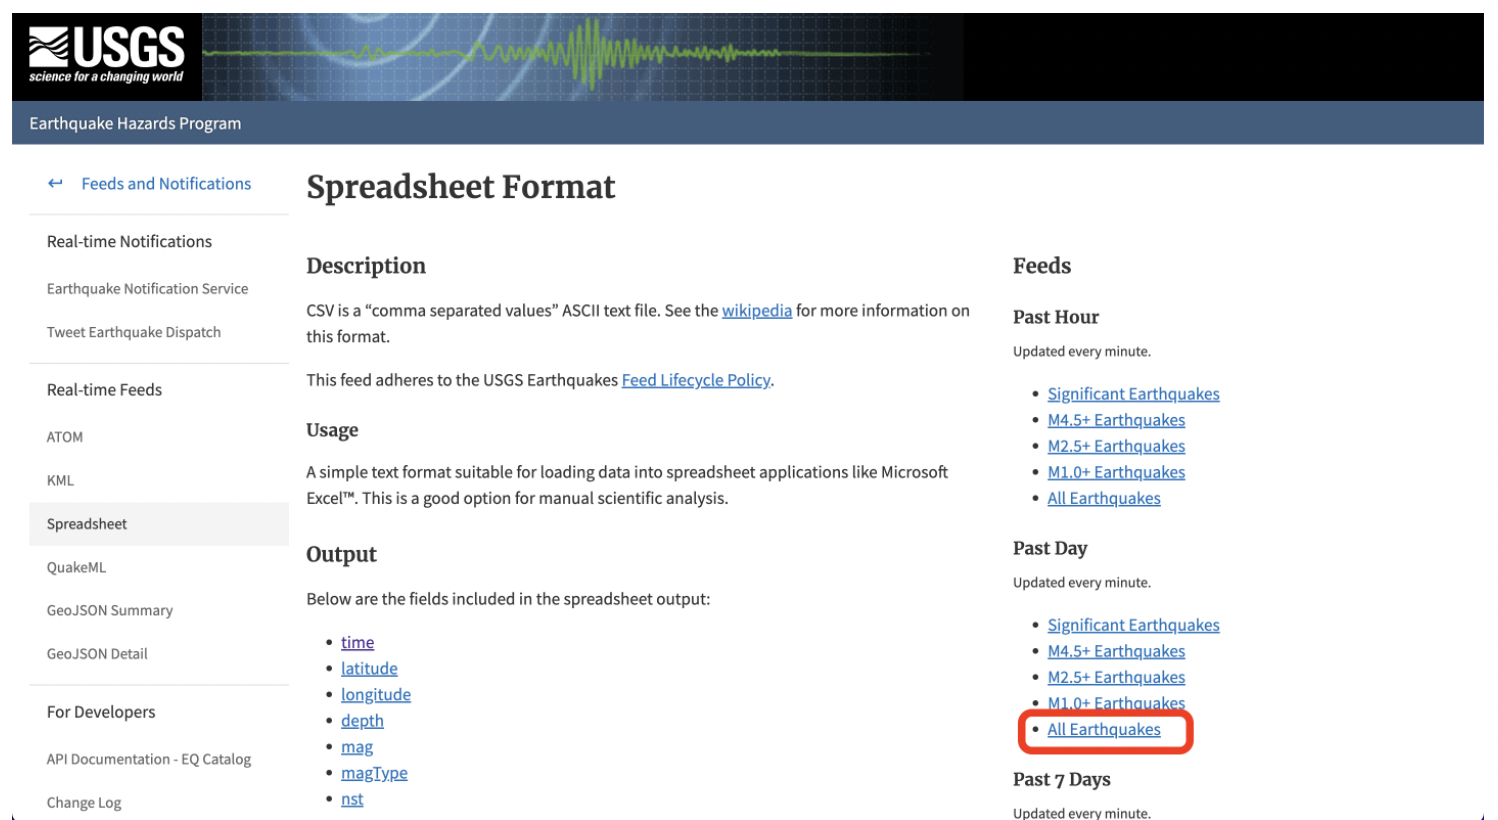 USGS
science for a changing world
Earthquake Hazards Program
Feeds and Notifications
Real-time Notifications
Earthquake Notification Service
Tweet Earthquake Dispatch
Real-time Feeds
ATOM
KML
Spreadsheet
QuakeML
GeoJSON Summary
GeoJSON Detail
For Developers
API Documentation - EQ Catalog
Change Log
Spreadsheet Format
Description
CSV is a “comma separated values” ASCII text file. See the wikipedia for more information on
this format.
This feed adheres to the USGS Earthquakes Feed Lifecycle Policy.
Usage
A simple text format suitable for loading data into spreadsheet applications like Microsoft
Excel™. This is a good option for manual scientific analysis.
Output
Below are the fields included in the spreadsheet output:
time
latitude
longitude
depth
mag
magType
nst
Feeds
Past Hour
Updated every minute.
Significant Earthquakes
M4.5+ Earthquakes
M2.5+ Earthquakes
M1.0+ Earthquakes
All Earthquakes
Past Day
Updated every minute.
Significant Earthquakes
M4.5+ Earthquakes
M2.5+ Earthquakes
M1.0+ Earthquakes
All Earthquakes
Past 7 Days
Updated every minute.